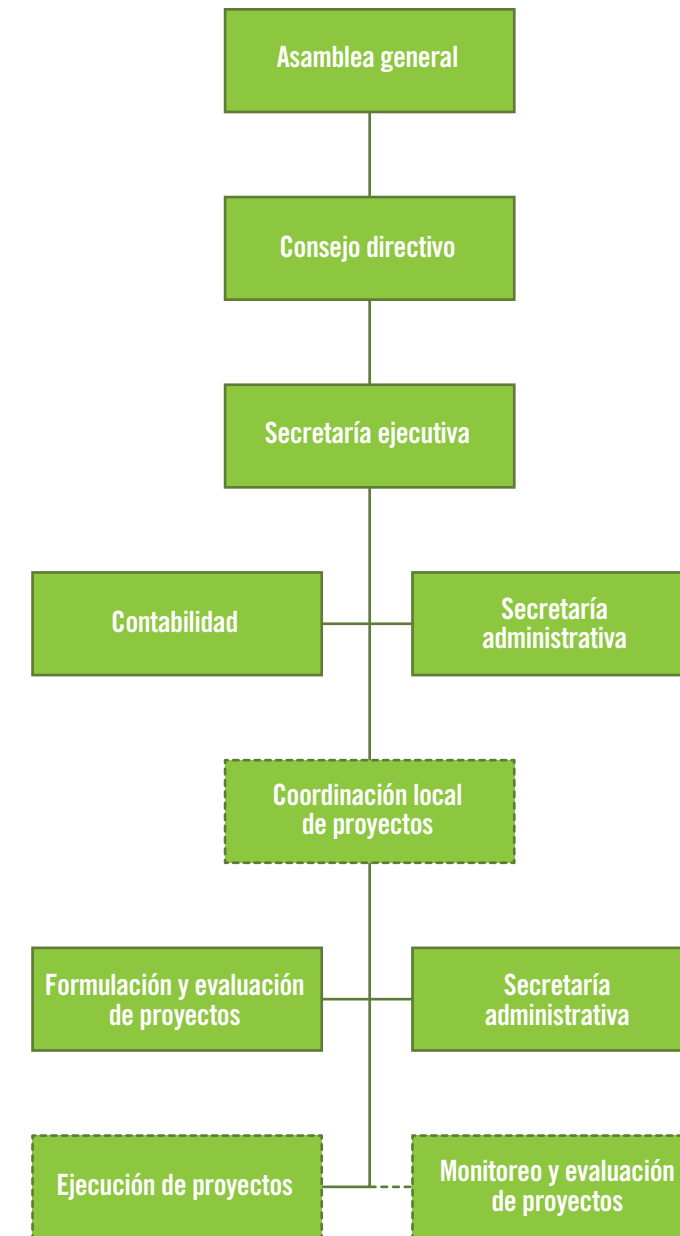 Asamblea general
Consejo directivo
Secretaría ejecutiva
Contabilidad
Secretaría
administrativa
Coordinación local
de proyectos
Formulación y evaluación
de proyectos
Secretaría
administrativa
Ejecución de proyectos
Monitoreo y evaluación
de proyectos